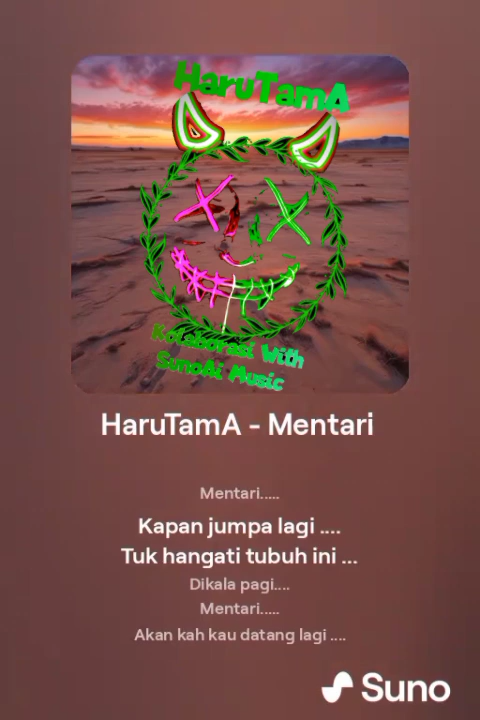 HaruTamA
Kolaborasi With
SunoAi Music
HaruTamA - Mentari
Mentari.....
Kapan jumpa lagi ....
Tuk hangati tubuh ini ...
Dikala pagi....
Mentari.....
Akan kah kau datang lagi ....
Suno